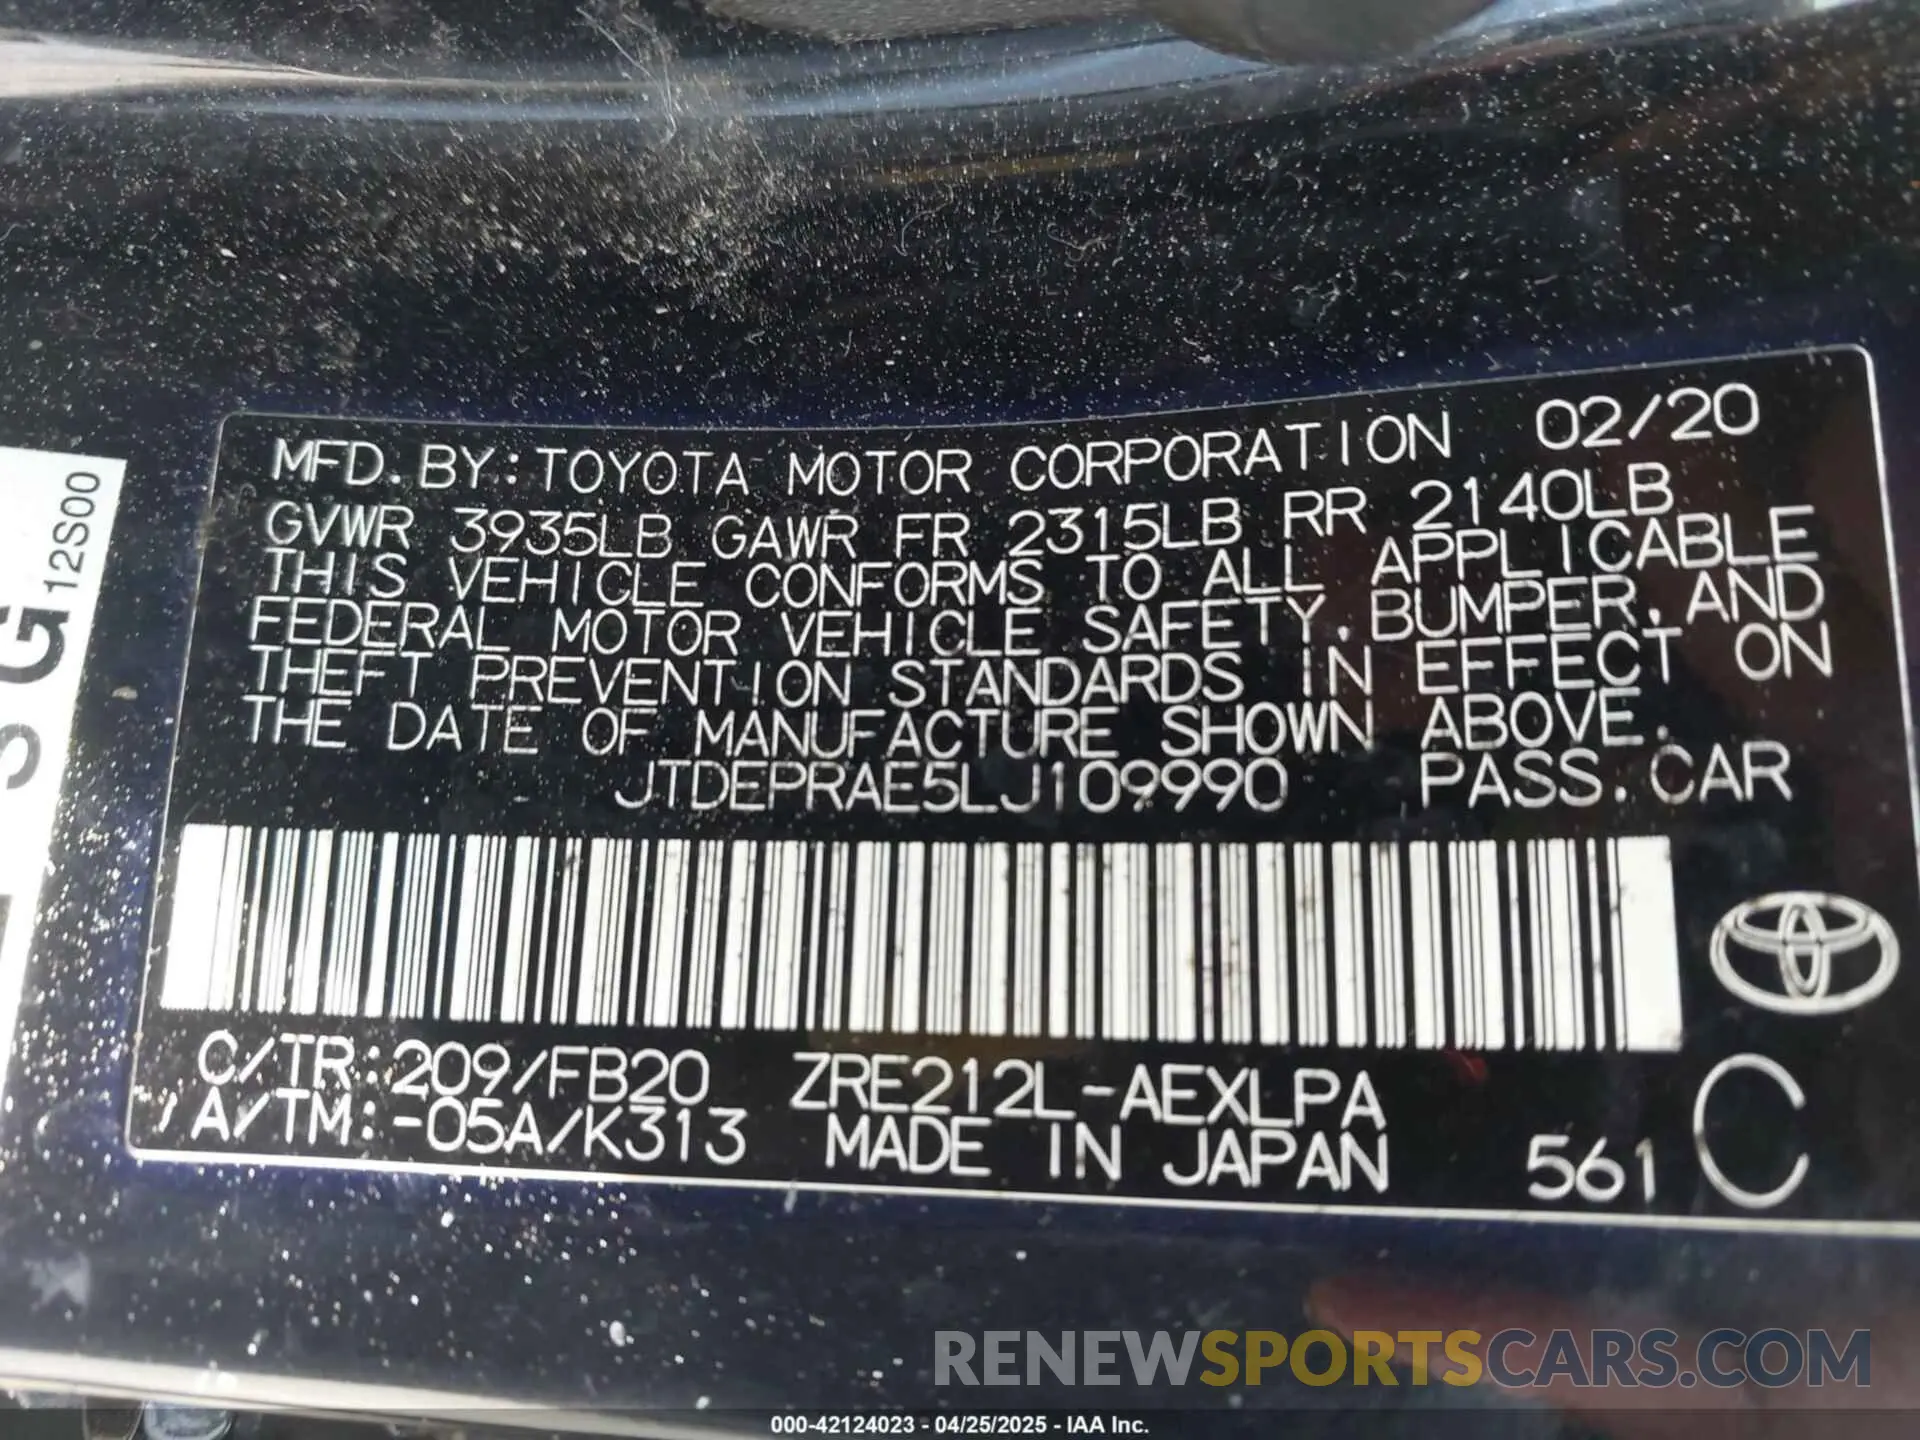 MFD. BY: TOYOTA MOTOR CORPORATION 02/20
GVWR 3935LB GAWR FR 2315LB RR 2140LB
THIS VEHICLE CONFORMS TO ALL APPLICABLE
FEDERAL MOTOR VEHICLE SAFETY, BUMPER, AND
THEFT PREVENTION STANDARDS IN EFFECT ON
THE DATE OF MANUFACTURE SHOWN ABOVE.
JTDEPRAE5LJ109990 PASS. CAR
C/TR: 209/FB20 ZRE212L-AEXLPA
A/TM: -05A/K313 MADE IN JAPAN 561 C
12S00
3G
RENEWSPORTSCARS.COM
000-42124023 - 04/25/2025 - IAA Inc.